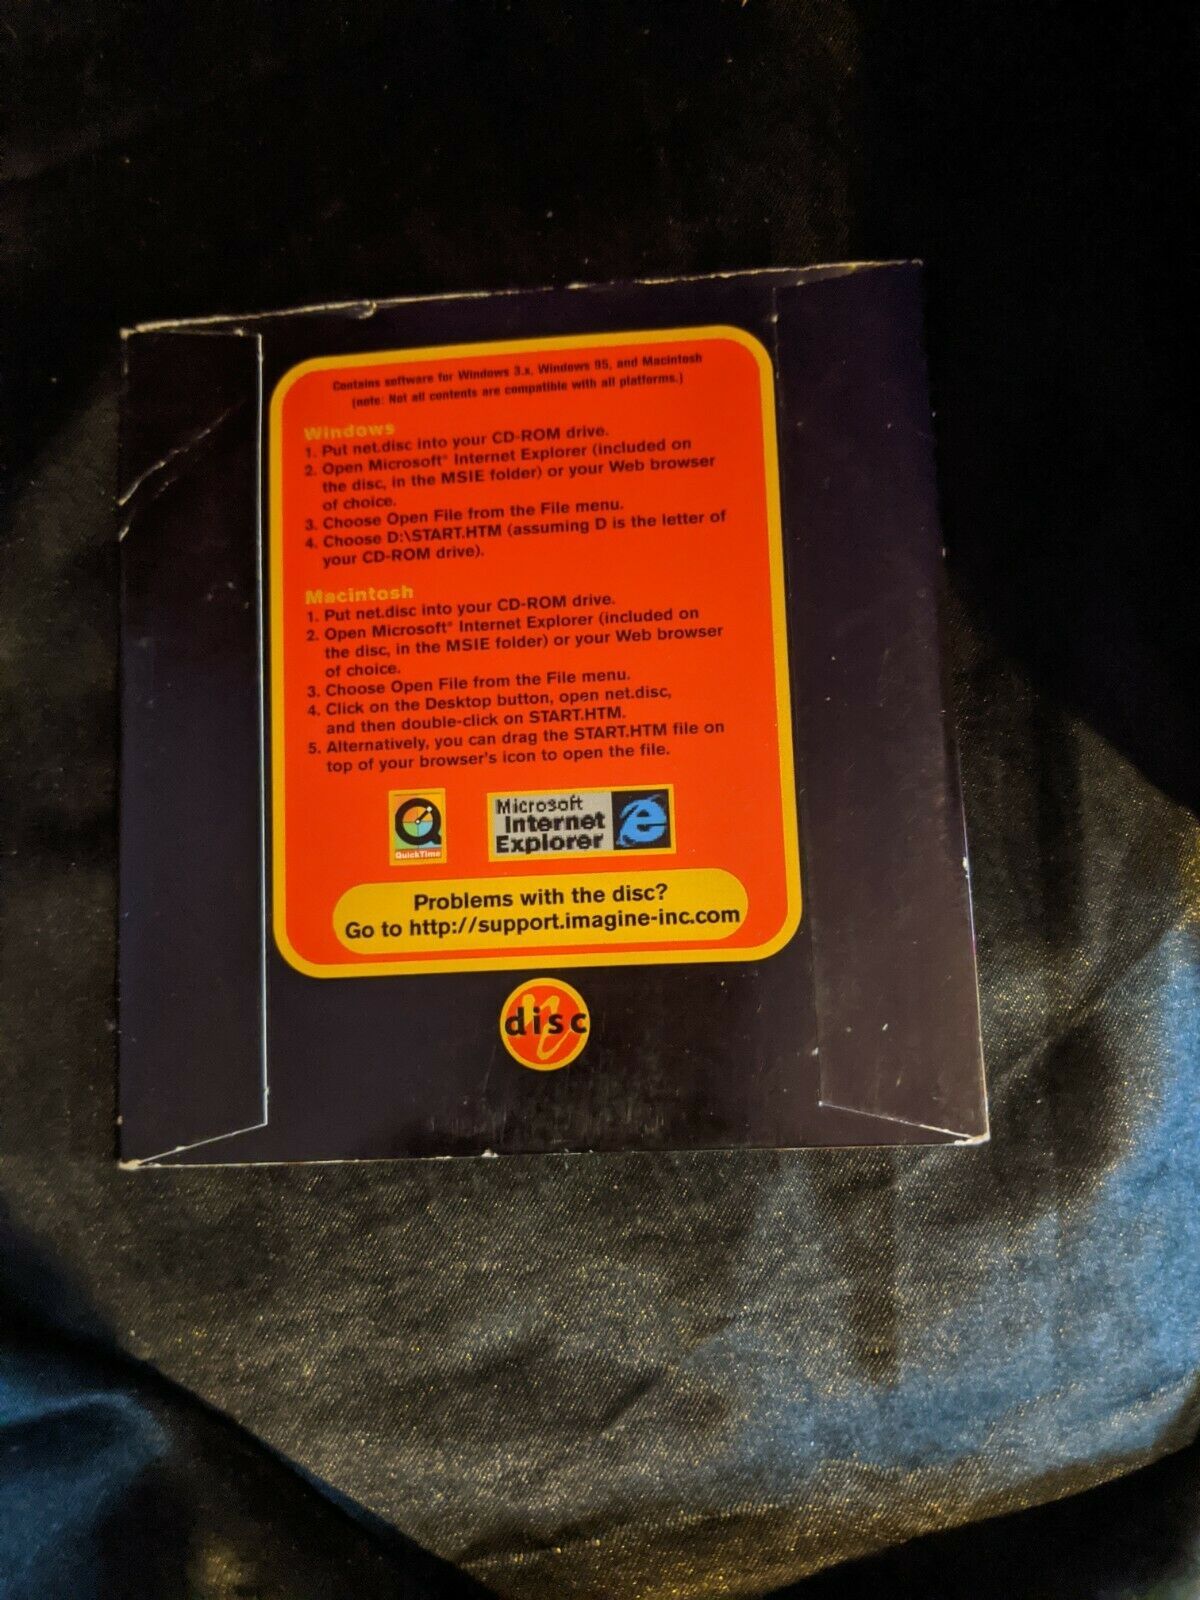 Contains software for Windows 3.x, Windows 95, and Macintosh
(note: Not all contents are compatible with all platforms.)
Windows
1. Put net.disc into your CD-ROM drive.
2. Open Microsoft® Internet Explorer (included on
the disc, in the MSIE folder) or your Web browser
of choice.
3. Choose Open File from the File menu.
4. Choose D:\START.HTM (assuming D is the letter of
your CD-ROM drive).
Macintosh
1. Put net.disc into your CD-ROM drive.
2. Open Microsoft® Internet Explorer (included on
the disc, in the MSIE folder) or your Web browser
of choice.
3. Choose Open File from the File menu.
4. Click on the Desktop button, open net.disc,
and then double-click on START.HTM.
5. Alternatively, you can drag the START.HTM file on
top of your browser's icon to open the file.
QuickTime
Microsoft
Internet
Explorer
e
Problems with the disc?
Go to http://support.imagine-inc.com
n
disc